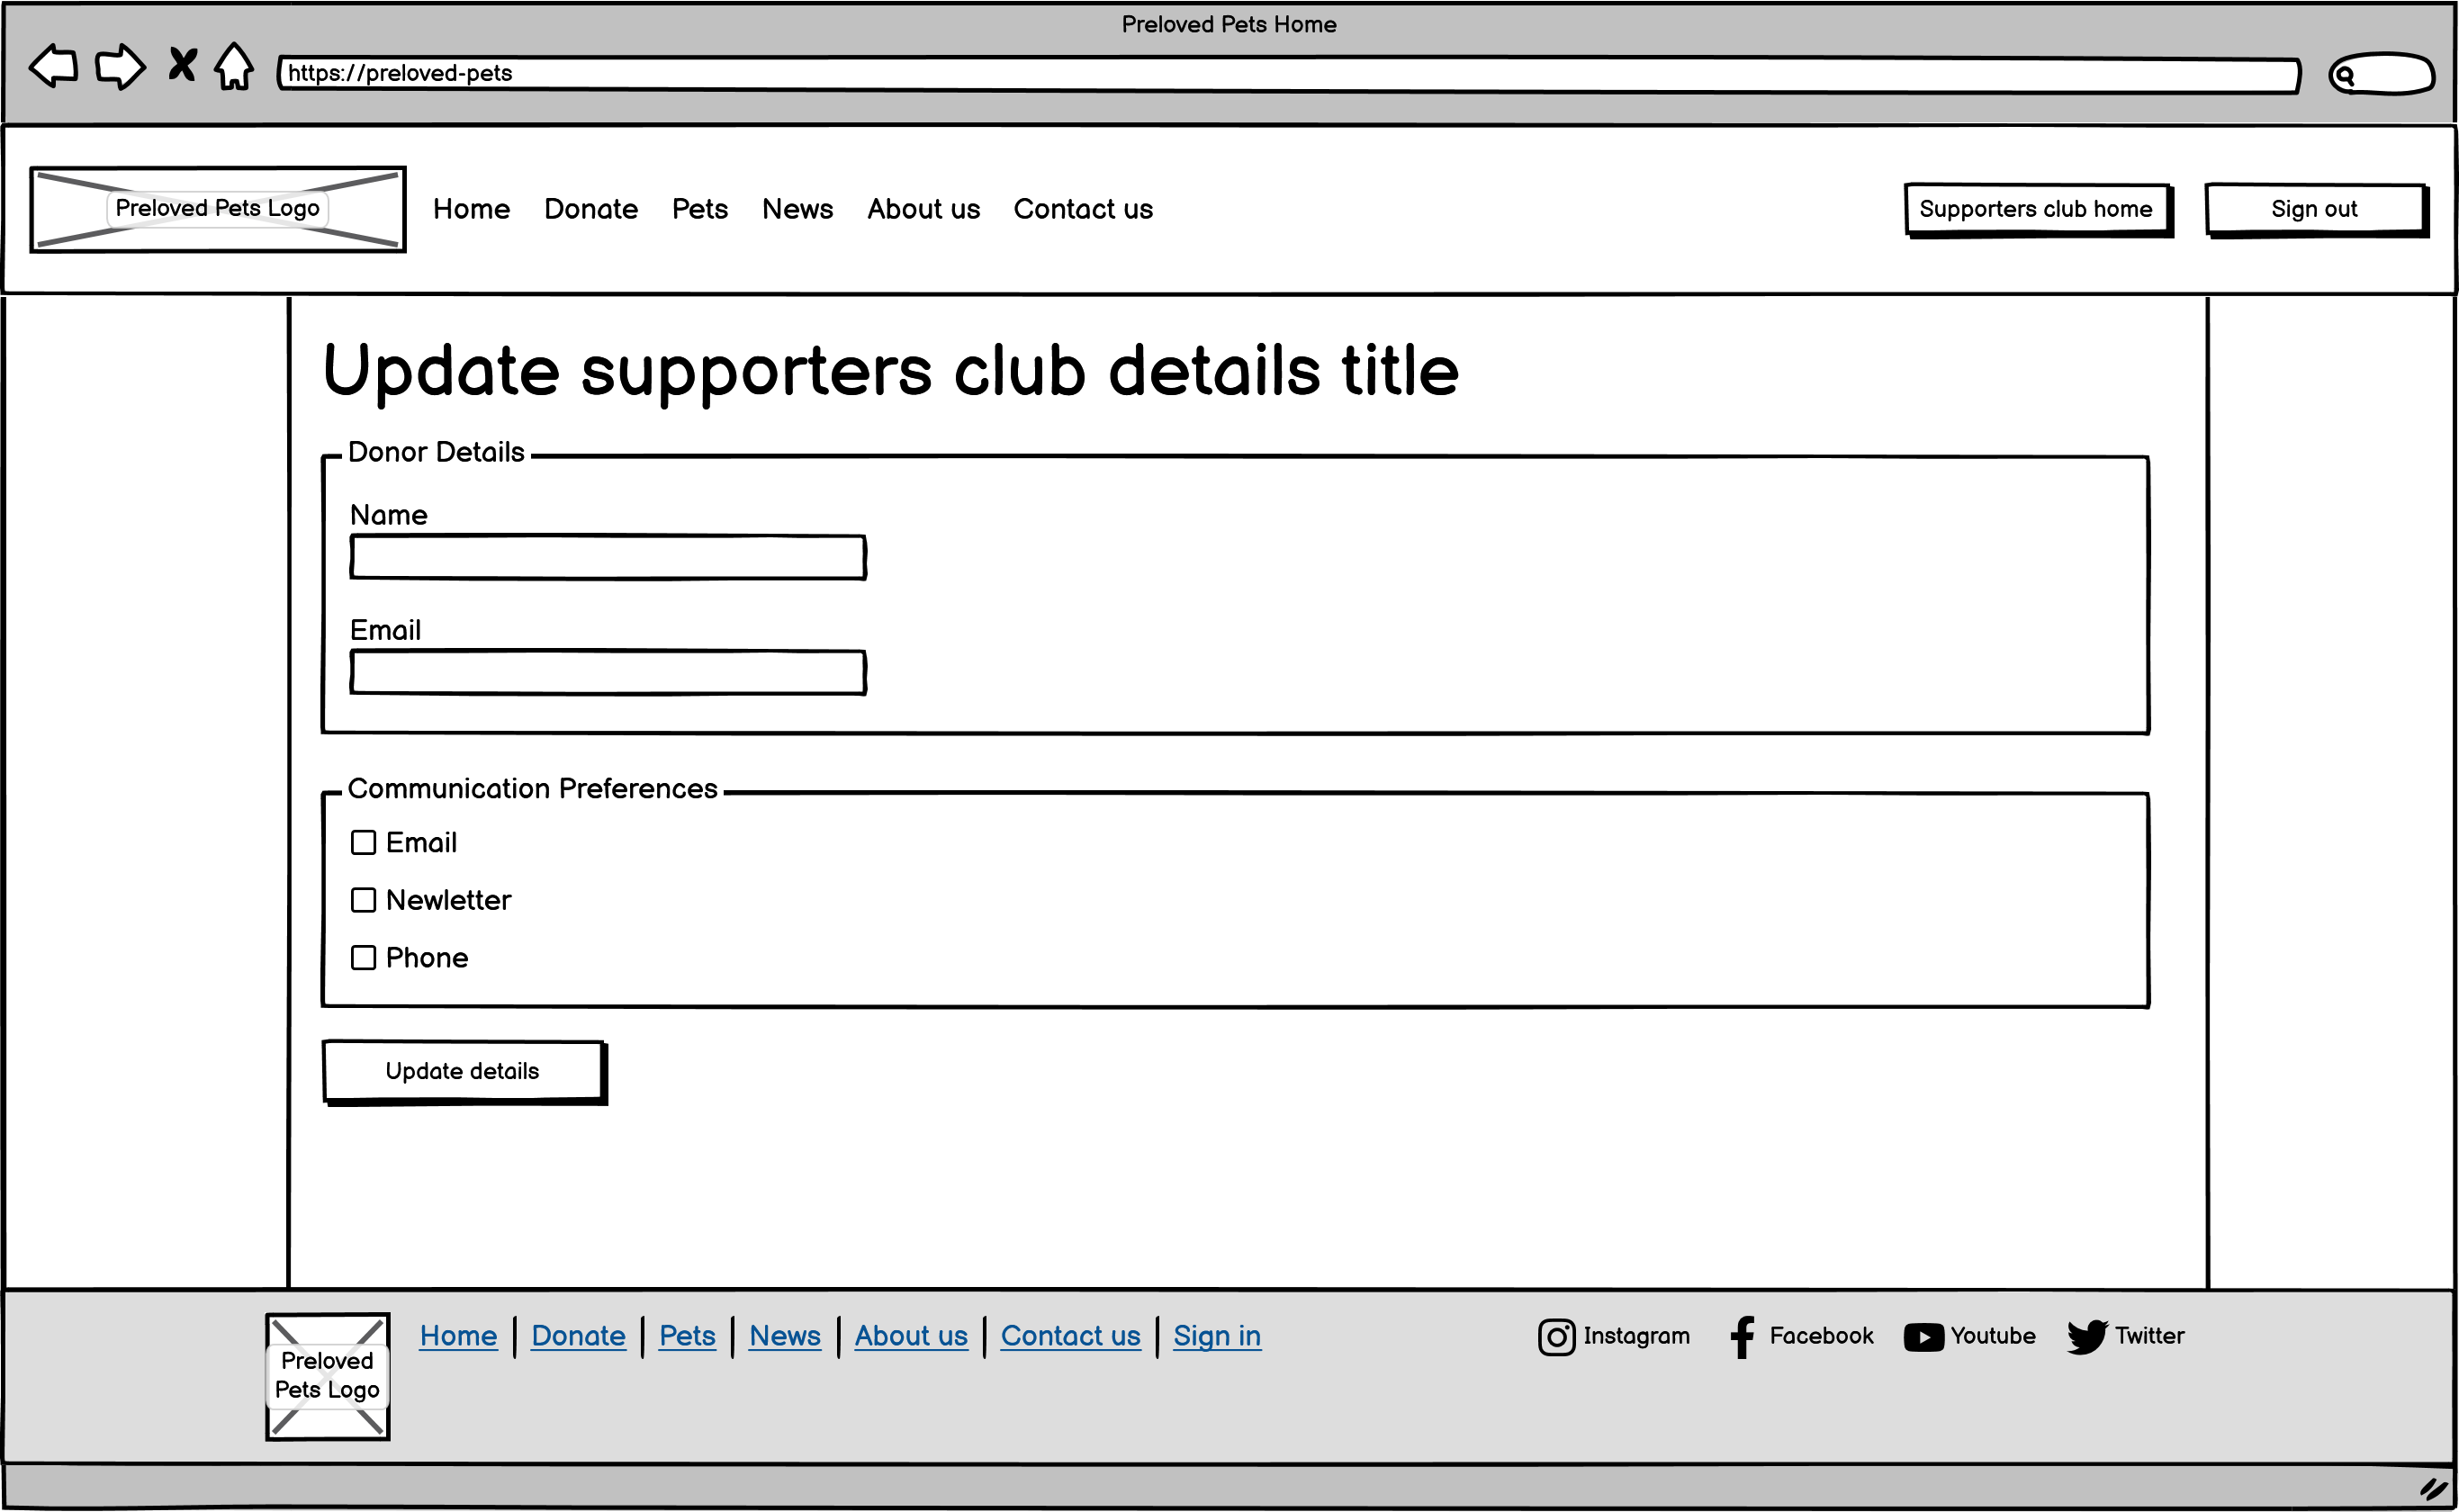 Preloved Pets Home
https://preloved-pets
Preloved Pets Logo
Home Donate Pets News About us Contact us
Supporters club home
Sign out
Update supporters club details title
Donor Details
Name
Email
Communication Preferences
Email
Newletter
Phone
Update details
Preloved
Pets Logo
Home Donate Pets News About us Contact us Sign in
Instagram Facebook Youtube Twitter